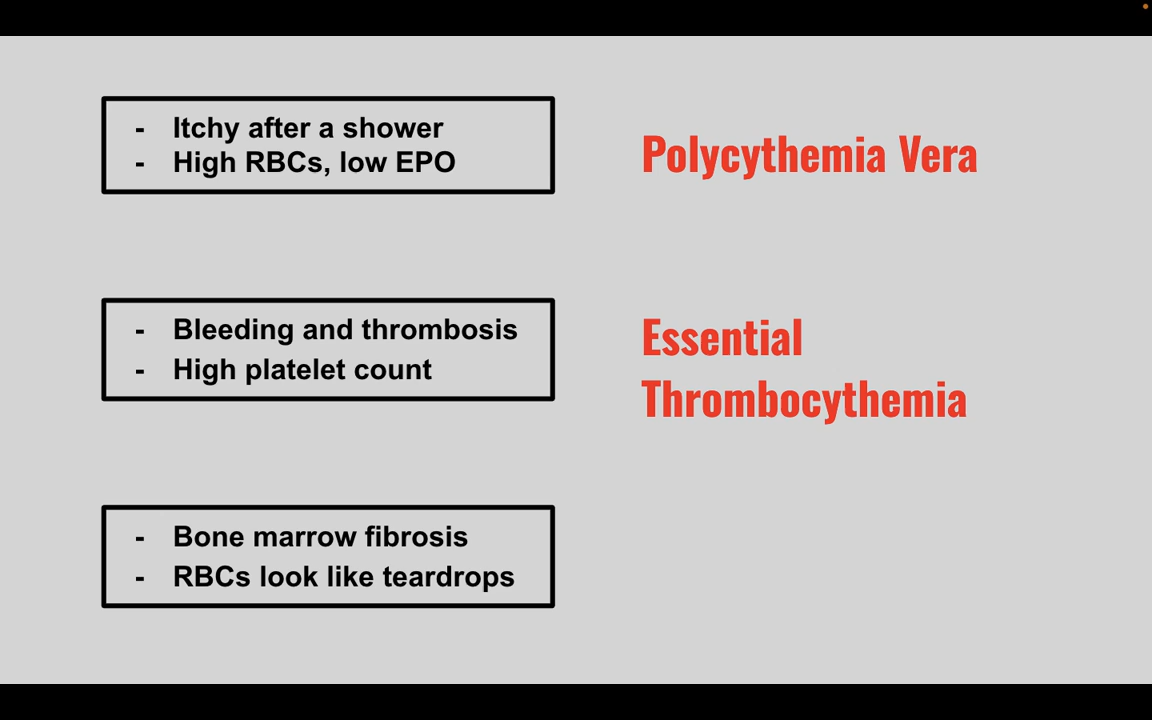 - Itchy after a shower
- High RBCs, low EPO
Polycythemia Vera
- Bleeding and thrombosis
- High platelet count
Essential
Thrombocythemia
- Bone marrow fibrosis
- RBCs look like teardrops